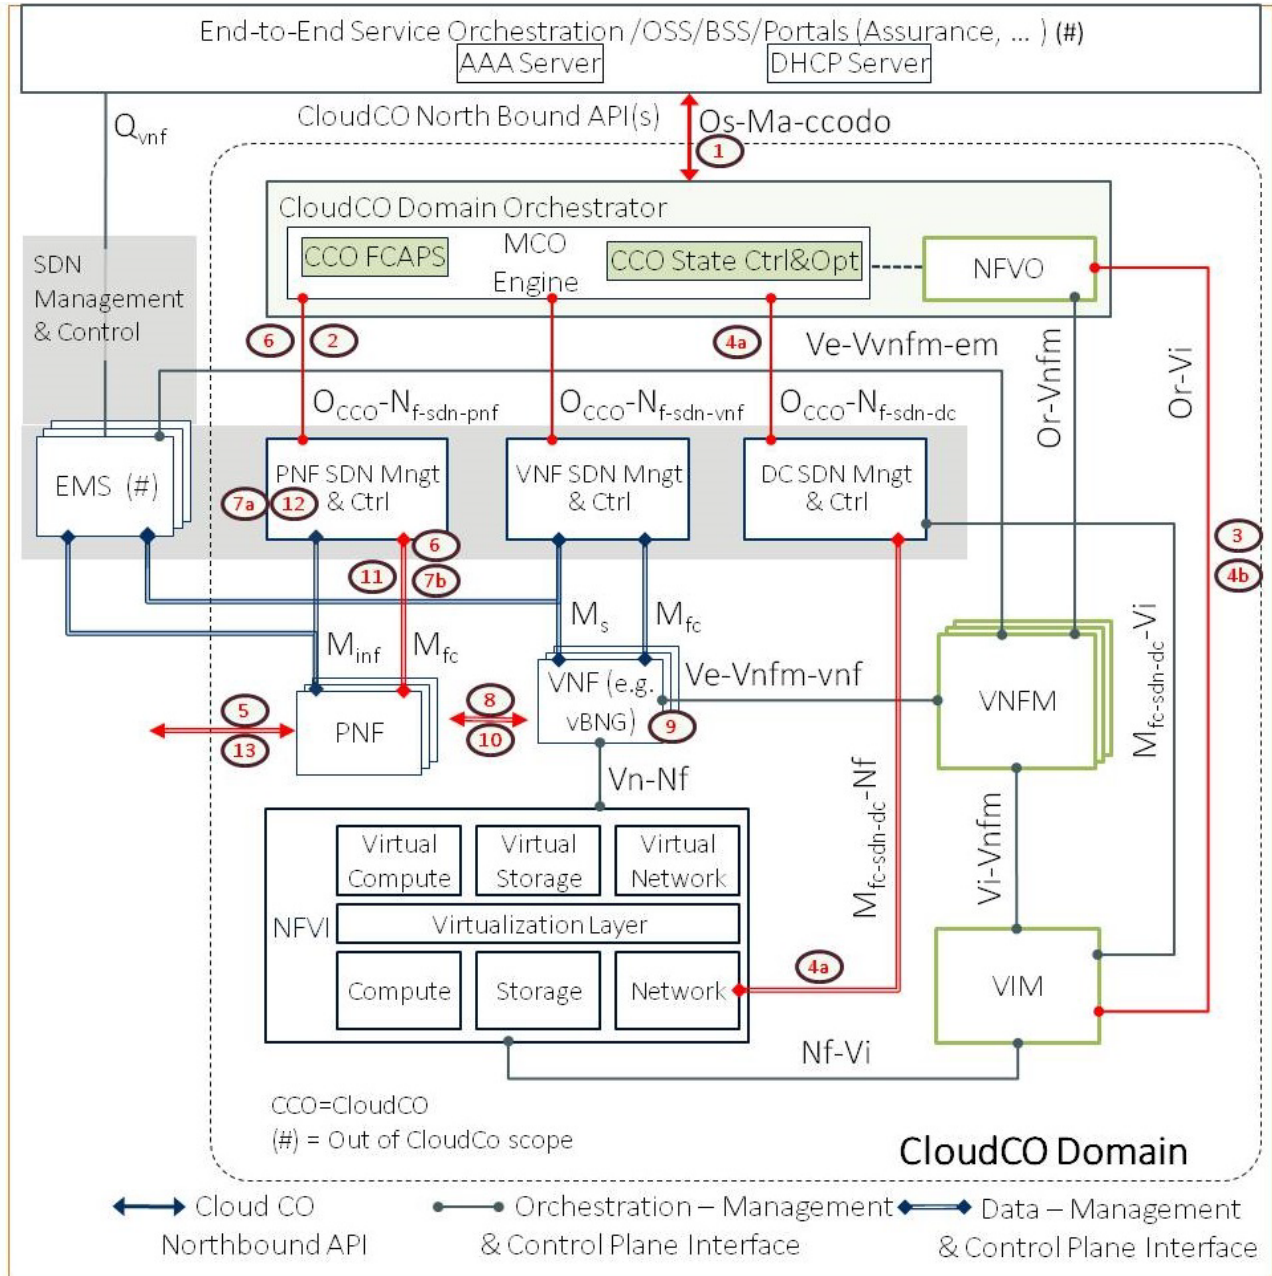 End-to-End Service Orchestration /OSS/BSS/Portals (Assurance, ... ) (#)
AAA Server
DHCP Server
Qvnf
CloudCO North Bound API(s)
Os-Ma-ccodo
1
CloudCO Domain Orchestrator
CCO FCAPS
MCO
Engine
CCO State Ctrl&Opt
NFVO
SDN
Management
& Control
6
2
4a
Ve-Vvnfm-em
Or-Vnfm
Or-Vi
OCCO-Nf-sdn-pnf
OCCO-Nf-sdn-vnf
OCCO-Nf-sdn-dc
EMS (#)
PNF SDN Mngt
& Ctrl
7a
12
VNF SDN Mngt
& Ctrl
DC SDN Mngt
& Ctrl
6
11
7b
3
4b
Minf
Mfc
Ms
Mfc
Mfc-sdn-dc-Vi
Ve-Vnfm-vnf
VNF (e.g.
vBNG)
9
VNFM
5
13
PNF
8
10
Vn-Nf
Mfc-sdn-dc-Nf
Vi-Vnfm
NFVI
Virtual
Compute
Virtual
Storage
Virtual
Network
Virtualization Layer
Compute
Storage
Network
4a
VIM
Nf-Vi
CCO=CloudCO
(#) = Out of CloudCo scope
CloudCO Domain
Cloud CO
Northbound API
Orchestration – Management
& Control Plane Interface
Data – Management
& Control Plane Interface